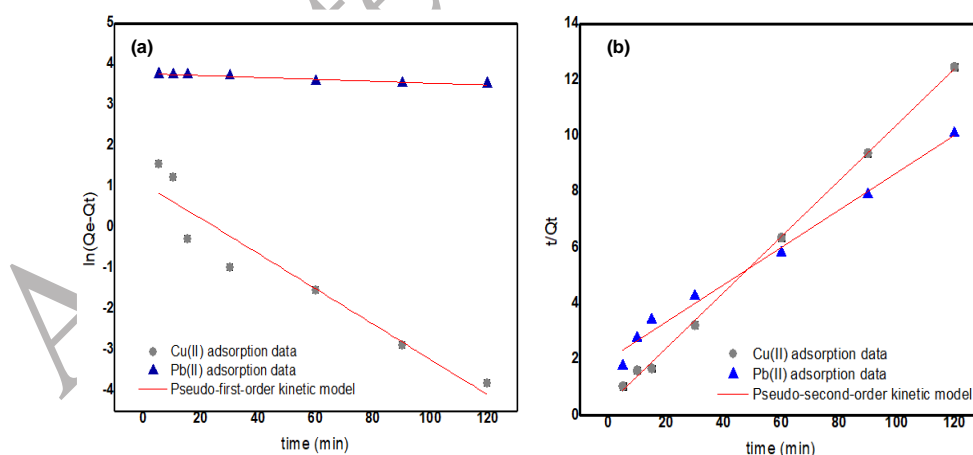 (a)
5
4
3
2
1
0
-1
-2
-3
-4
ln(Qe-Qt)
Cu(II) adsorption data
Pb(II) adsorption data
Pseudo-first-order kinetic model
0 20 40 60 80 100 120
time (min)
(b)
14
12
10
8
6
4
2
0
t/Qt
Cu(II) adsorption data
Pb(II) adsorption data
Pseudo-second-order kinetic model
0 20 40 60 80 100 120
time (min)